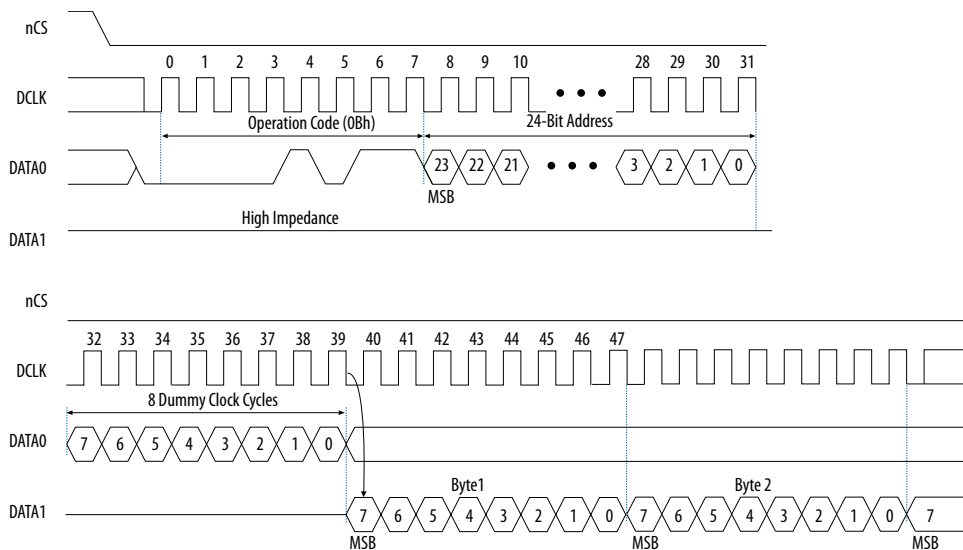 nCS
0 1 2 3 4 5 6 7 8 9 10 28 29 30 31
DCLK
Operation Code (0Bh) 24-Bit Address
DATA0 23 22 21 3 2 1 0
MSB
High Impedance
DATA1
nCS
32 33 34 35 36 37 38 39 40 41 42 43 44 45 46 47
DCLK
8 Dummy Clock Cycles
DATA0 7 6 5 4 3 2 1 0
Byte1 Byte 2
DATA1 7 6 5 4 3 2 1 0 7 6 5 4 3 2 1 0 7
MSB MSB MSB